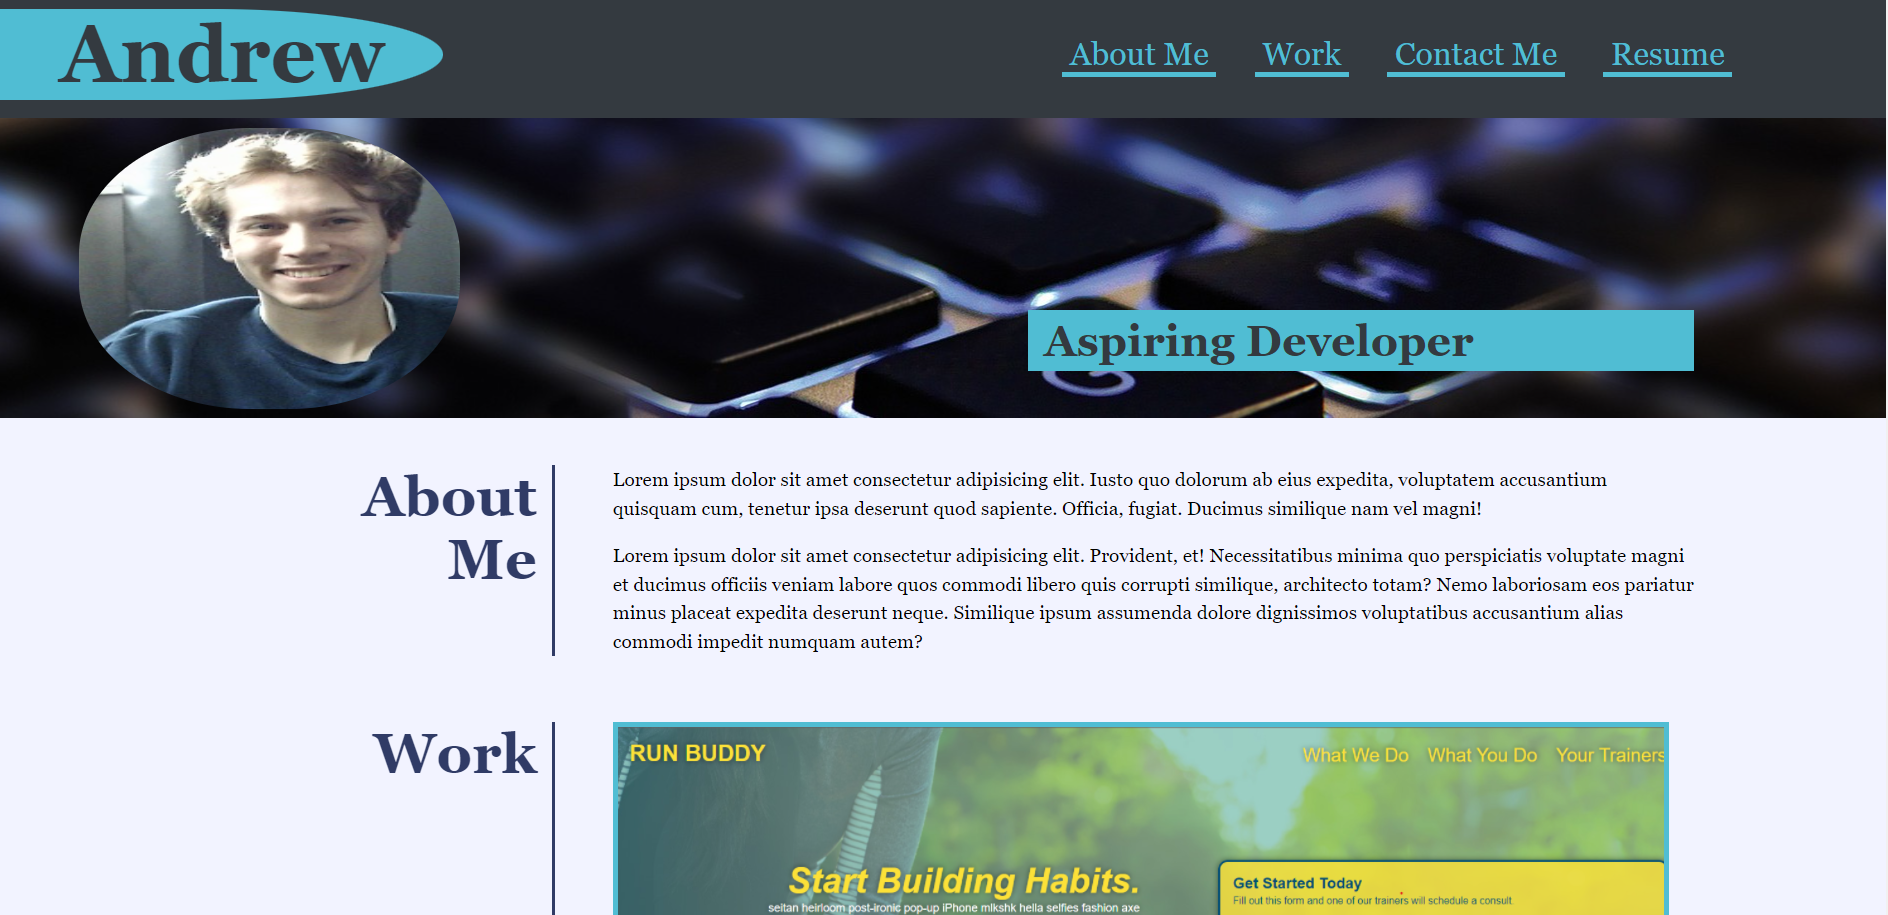 Andrew
About Me Work Contact Me Resume
Aspiring Developer
About
Me
Lorem ipsum dolor sit amet consectetur adipisicing elit. Iusto quo dolorum ab eius expedita, voluptatem accusantium
quisquam cum, tenetur ipsa deserunt quod sapiente. Officia, fugiat. Ducimus similique nam vel magni!
Lorem ipsum dolor sit amet consectetur adipisicing elit. Provident, et! Necessitatibus minima quo perspiciatis voluptate magni
et ducimus officiis veniam labore quos commodi libero quis corrupti similique, architecto totam? Nemo laboriosam eos pariatur
minus placeat expedita deserunt neque. Similique ipsum assumenda dolore dignissimos voluptatibus accusantium alias
commodi impedit numquam autem?
Work
RUN BUDDY
What We Do What You Do Your Trainers
Start Building Habits.
seitan heirloom post-ironic pop-up iPhone mlkshk hella selfies fashion axe
Get Started Today
Fill out this form and one of our trainers will schedule a consult.